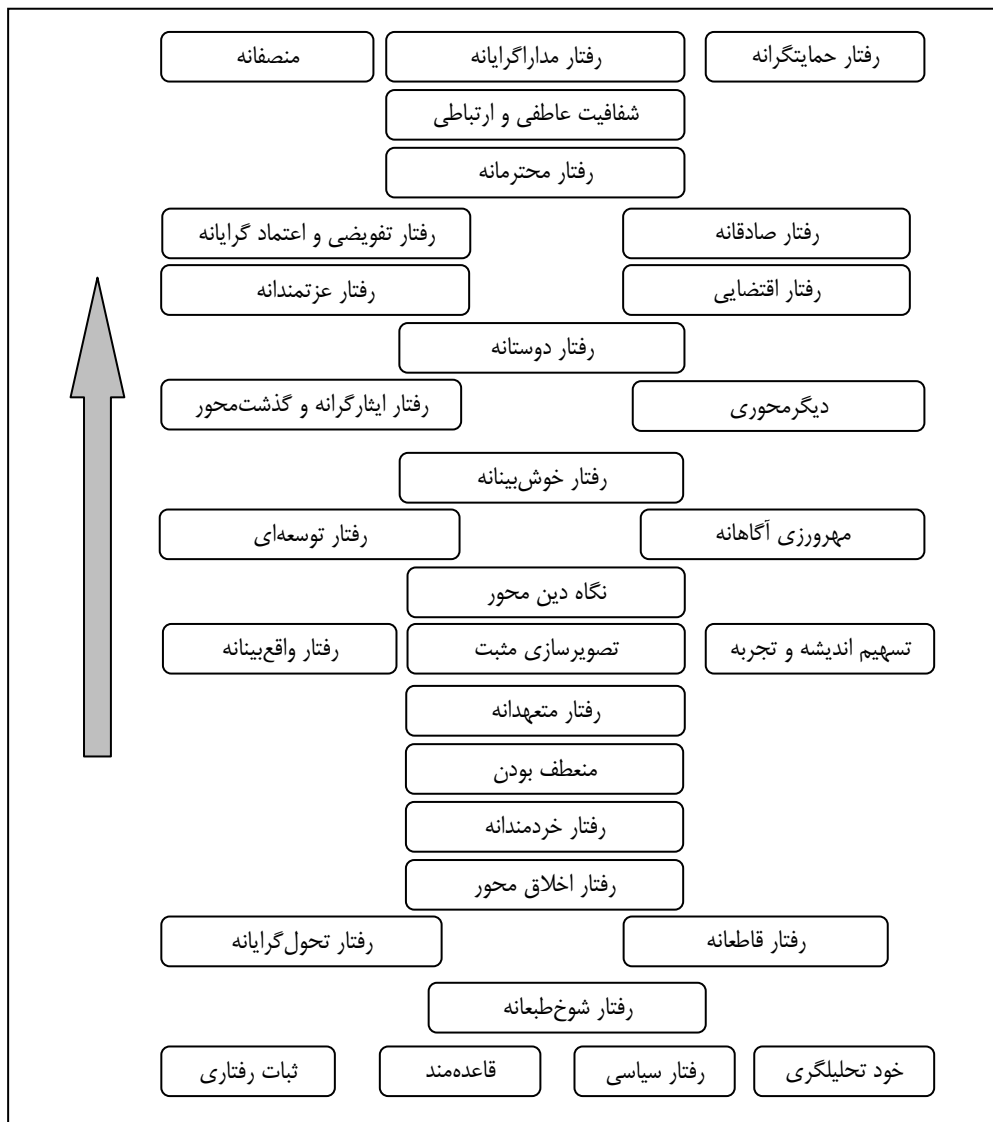 رفتار حمایتگرانه
رفتار مداراگرایانه
منصفانه
شفافیت عاطفی و ارتباطی
رفتار محترمانه
رفتار صادقانه
رفتار تفویضی و اعتماد گرایانه
رفتار اقتضایی
رفتار عزتمندانه
رفتار دوستانه
دیگرمحوری
رفتار ایثارگرانه و گذشت‌محور
رفتار خوش‌بینانه
مهرورزی آگاهانه
رفتار توسعه‌ای
نگاه دین محور
تسهیم اندیشه و تجربه
تصویرسازی مثبت
رفتار واقع‌بینانه
رفتار متعهدانه
منعطف بودن
رفتار خردمندانه
رفتار اخلاق محور
رفتار قاطعانه
رفتار تحول‌گرایانه
رفتار شوخ‌طبعانه
خود تحلیلگری
رفتار سیاسی
قاعده‌مند
ثبات رفتاری